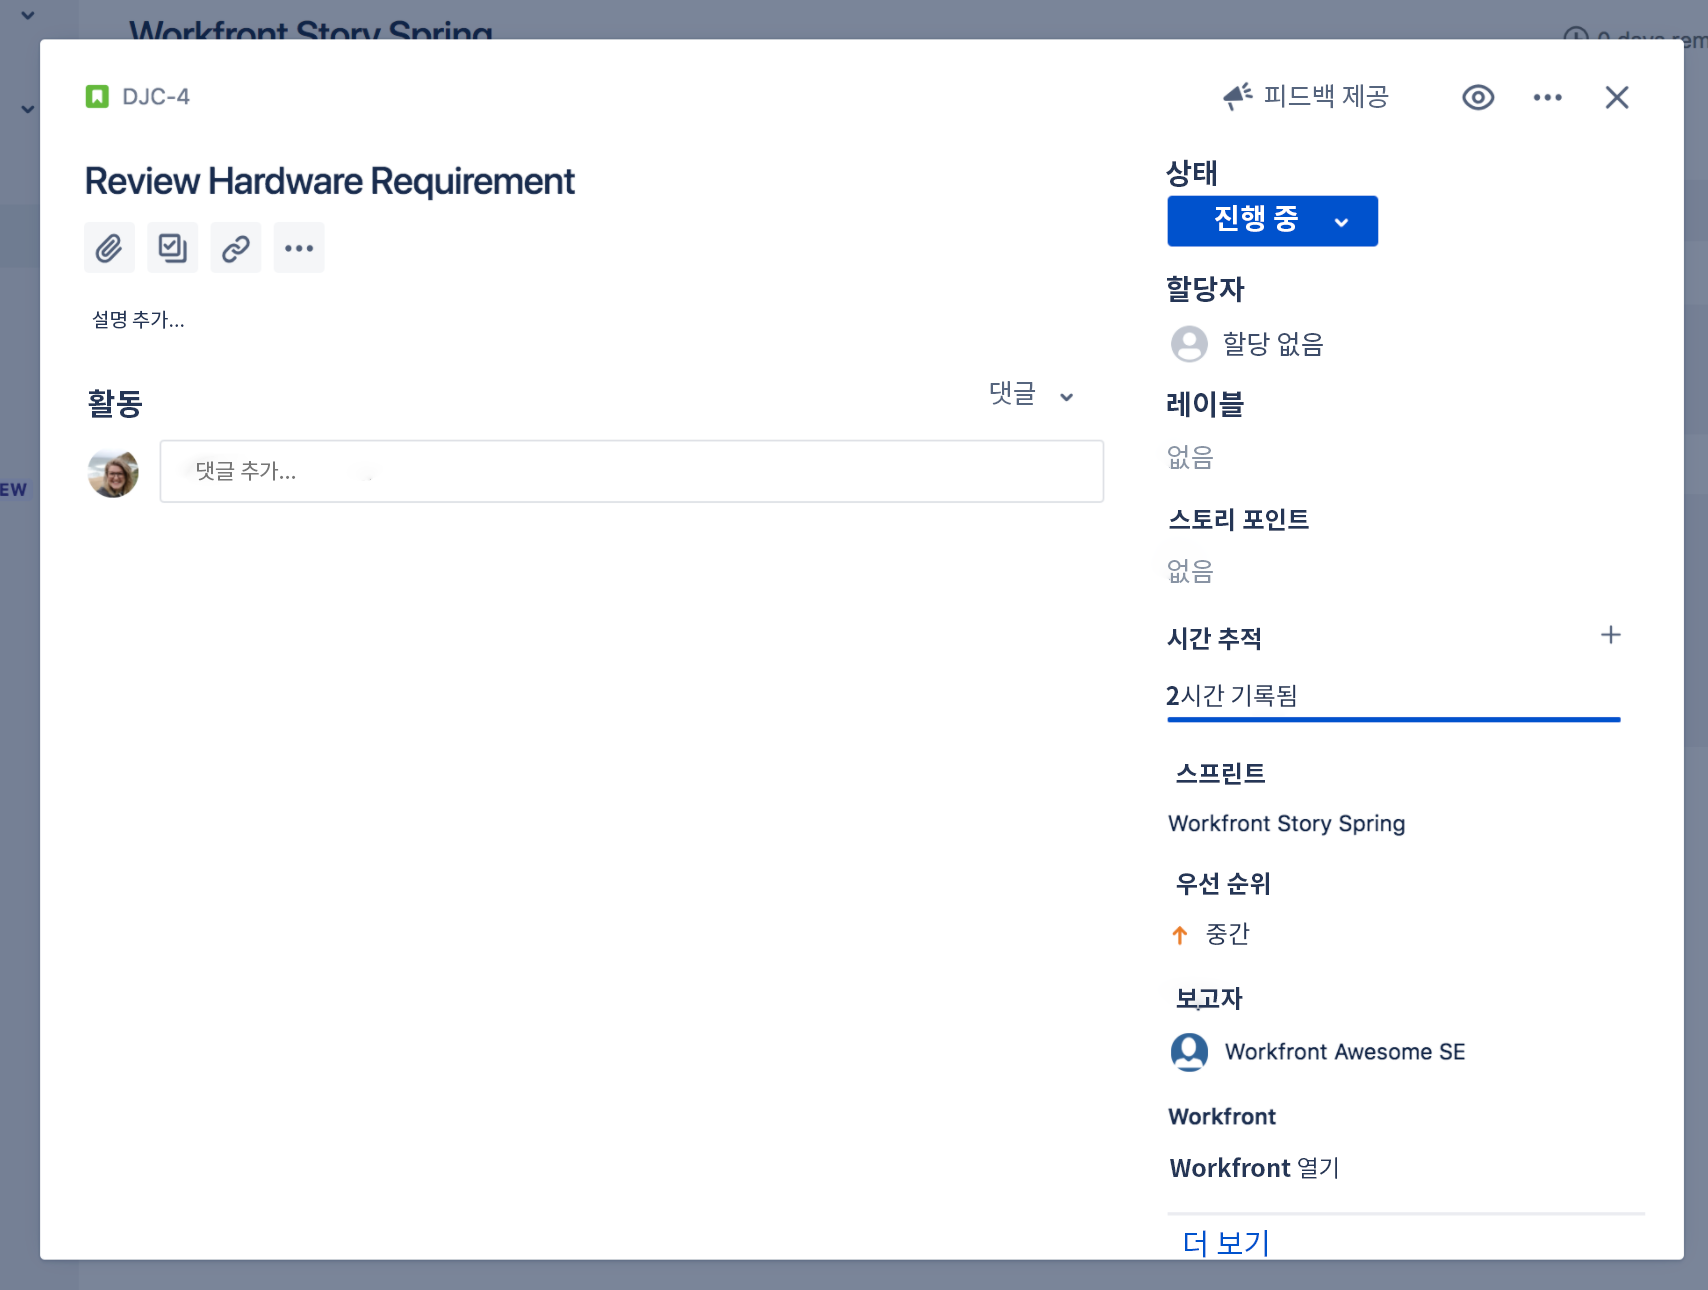 Workfront Story Spring
0 days rem
DJC-4
피드백 제공
Review Hardware Requirement
설명 추가...
활동
댓글
댓글 추가...
EW
상태
진행 중
할당자
할당 없음
레이블
없음
스토리 포인트
없음
시간 추적
2시간 기록됨
스프린트
Workfront Story Spring
우선 순위
중간
보고자
Workfront Awesome SE
Workfront
Workfront 열기
더 보기